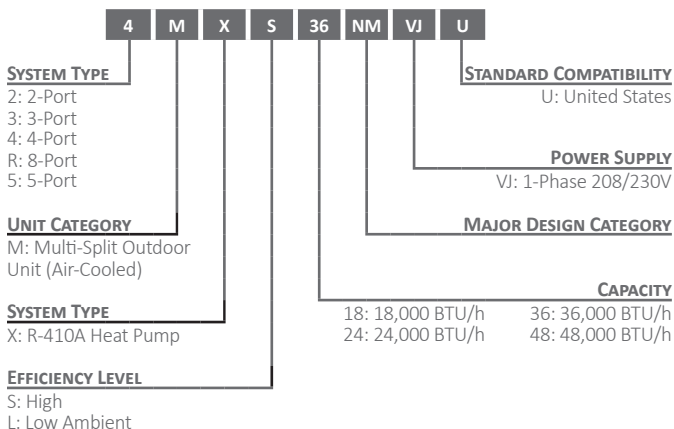 4 M X S 36 NM VJ U
SYSTEM TYPE
2: 2-Port
3: 3-Port
4: 4-Port
R: 8-Port
5: 5-Port
UNIT CATEGORY
M: Multi-Split Outdoor
Unit (Air-Cooled)
SYSTEM TYPE
X: R-410A Heat Pump
EFFICIENCY LEVEL
S: High
L: Low Ambient
STANDARD COMPATIBILITY
U: United States
POWER SUPPLY
VJ: 1-Phase 208/230V
MAJOR DESIGN CATEGORY
CAPACITY
18: 18,000 BTU/h 36: 36,000 BTU/h
24: 24,000 BTU/h 48: 48,000 BTU/h